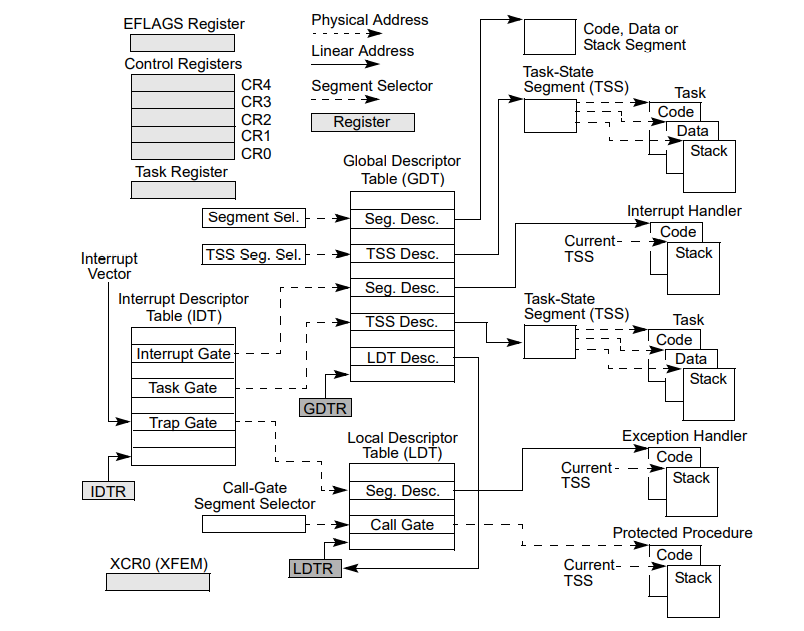 EFLAGS Register
Control Registers
CR4
CR3
CR2
CR1
CR0
Task Register
Physical Address
Linear Address
Segment Selector
Register
Global Descriptor
Table (GDT)
Seg. Desc.
TSS Desc.
Seg. Desc.
TSS Desc.
LDT Desc.
GDTR
Segment Sel.
TSS Seg. Sel.
Interrupt
Vector
Interrupt Descriptor
Table (IDT)
Interrupt Gate
Task Gate
Trap Gate
IDTR
Call-Gate
Segment Selector
XCR0 (XFEM)
Local Descriptor
Table (LDT)
Seg. Desc.
Call Gate
LDTR
Code, Data or
Stack Segment
Task-State
Segment (TSS)
Task
Code
Data
Stack
Interrupt Handler
Code
Current
TSS
Stack
Task-State
Segment (TSS)
Task
Code
Data
Stack
Exception Handler
Code
Current
TSS
Stack
Protected Procedure
Code
Current
TSS
Stack